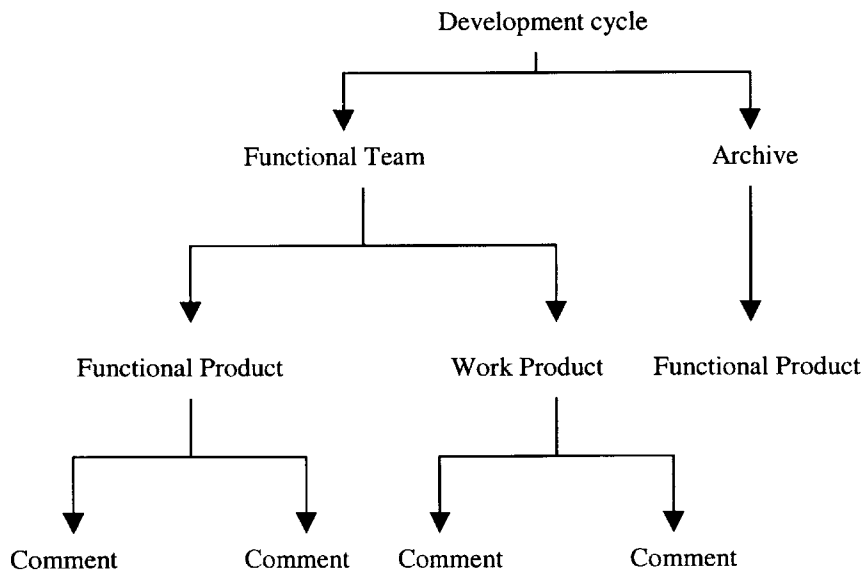 Development cycle
Functional Team Archive
Functional Product Work Product Functional Product
Comment Comment Comment Comment